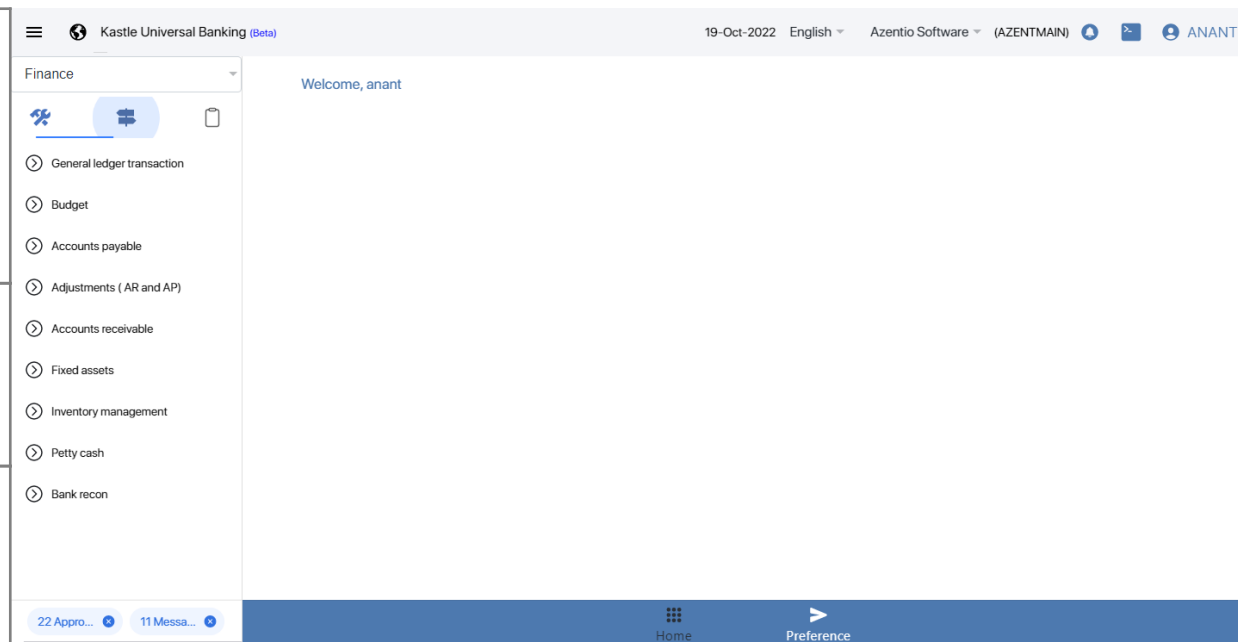 Kastle Universal Banking (Beta) 19-Oct-2022 English Azentio Software (AZENTMAIN) ANANT
Finance
Welcome, anant
General ledger transaction
Budget
Accounts payable
Adjustments ( AR and AP)
Accounts receivable
Fixed assets
Inventory management
Petty cash
Bank recon
22 Appro... 11 Messa...
Home Preference